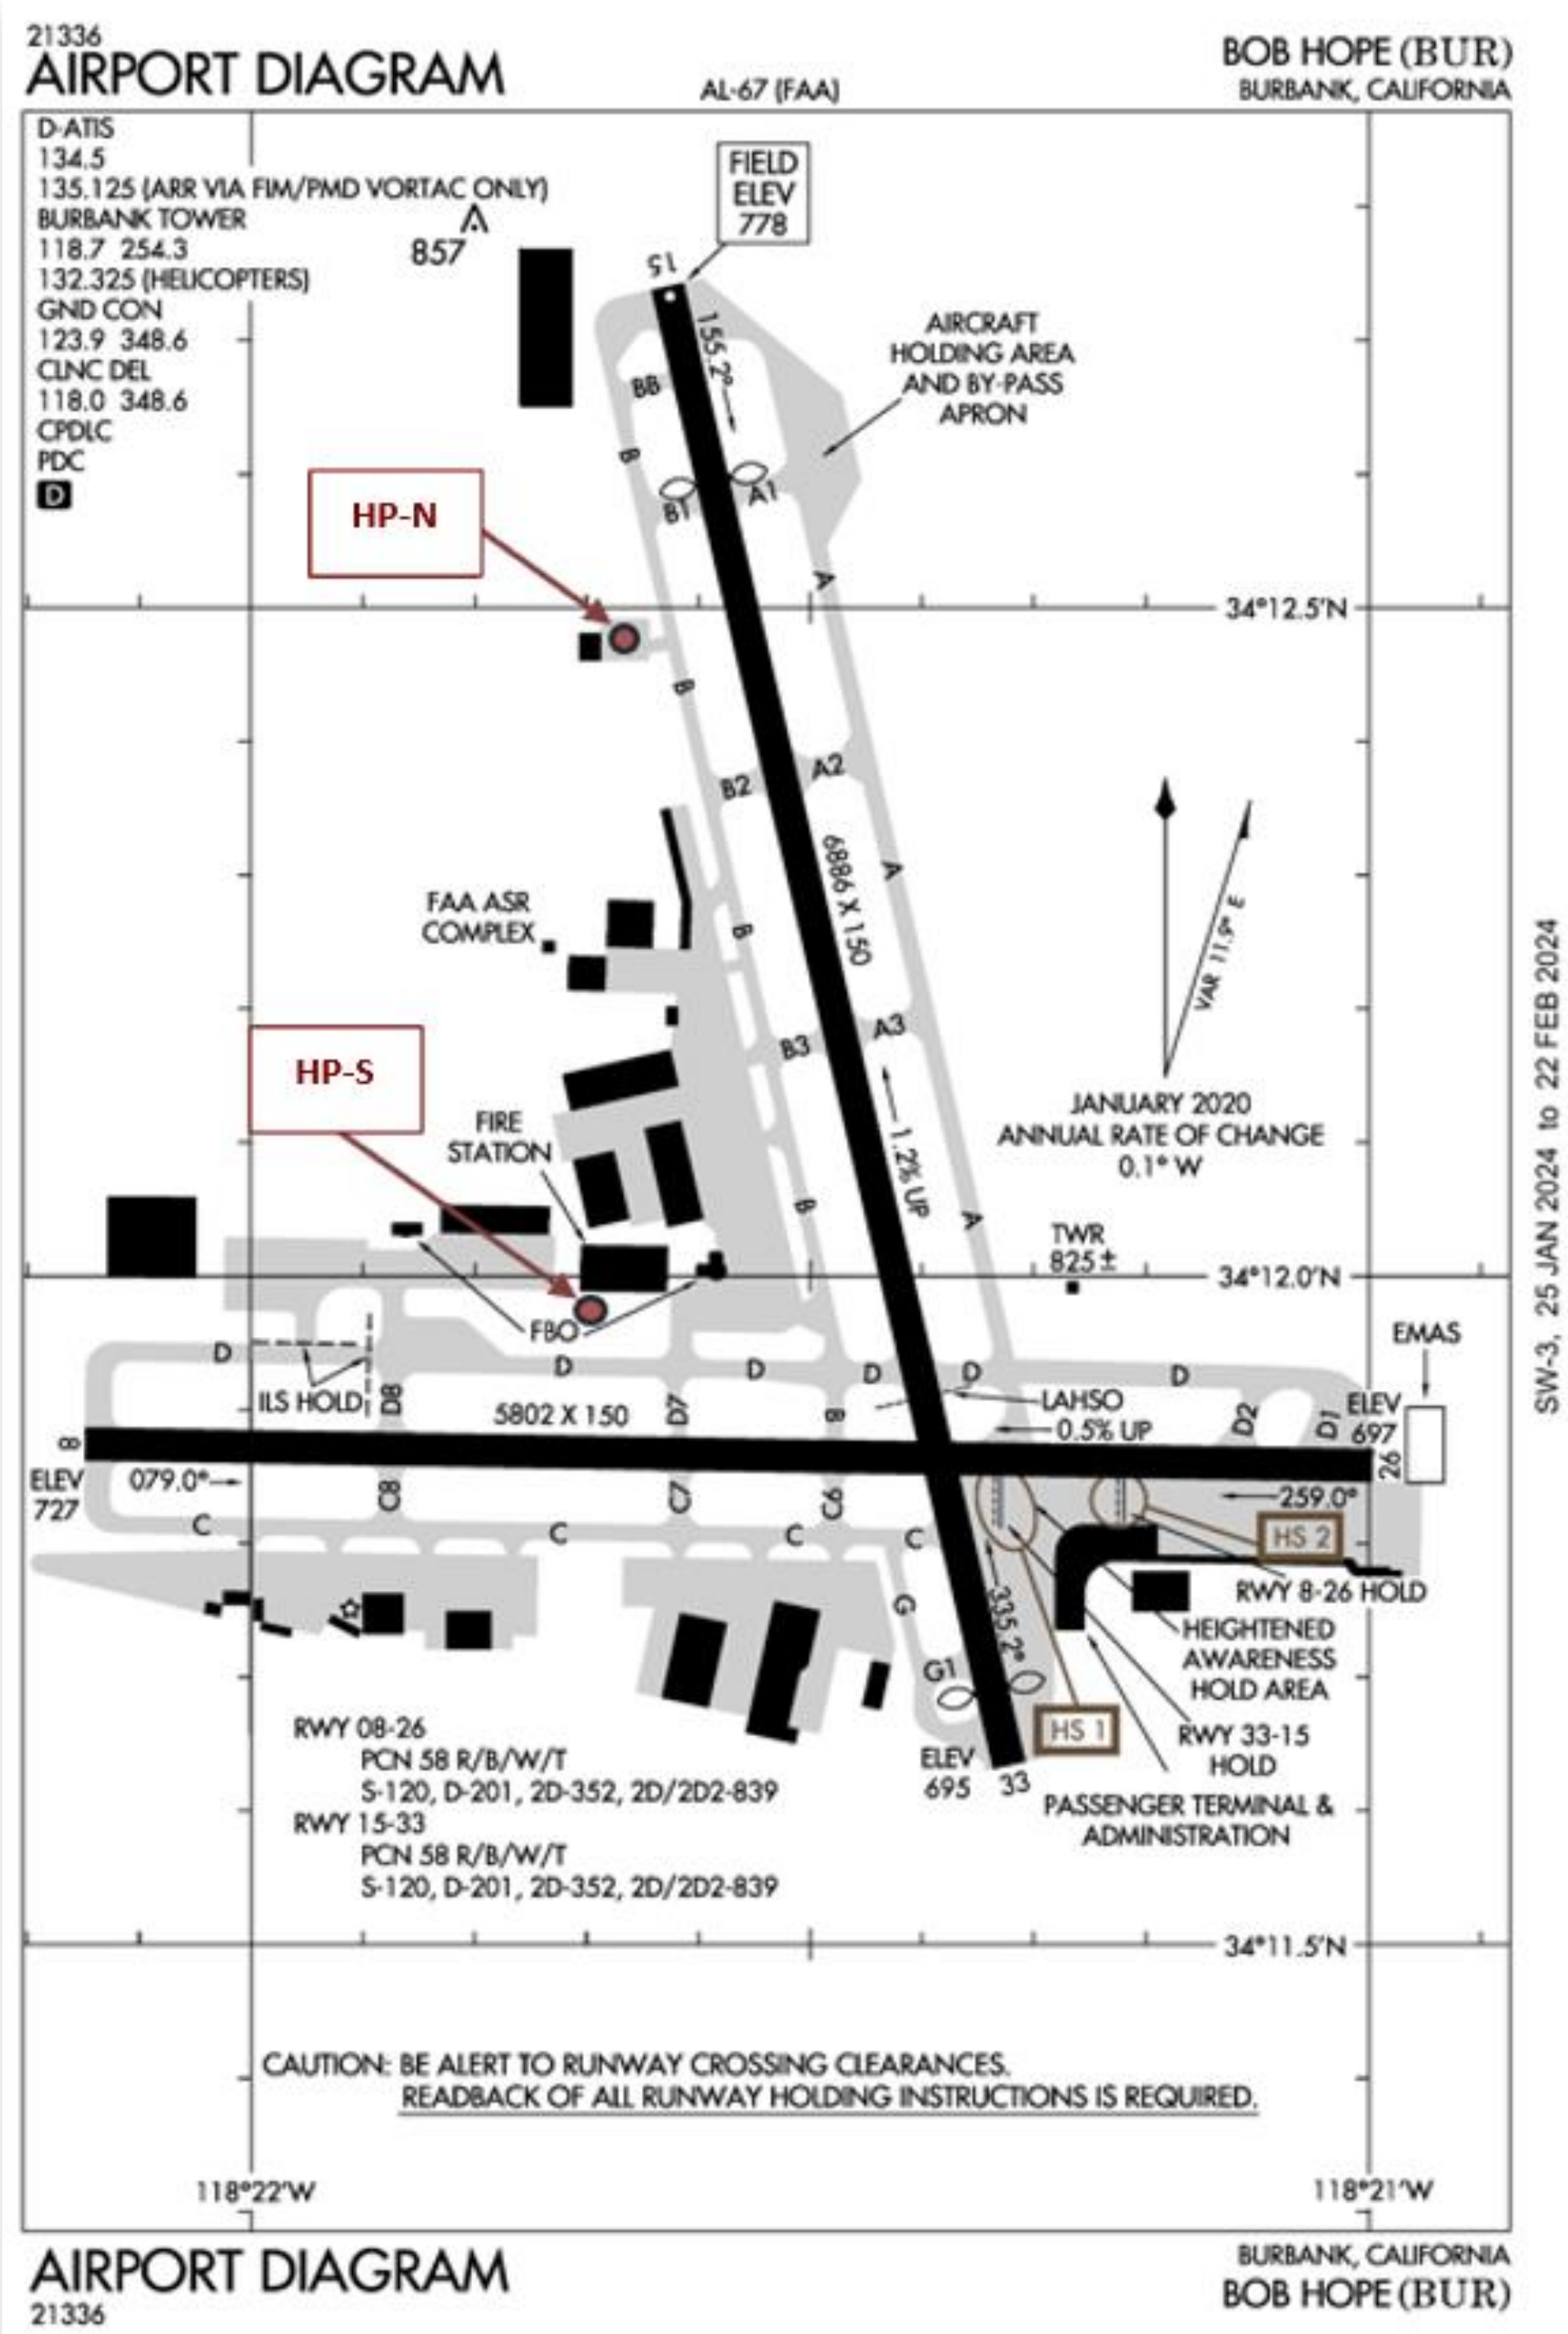 21336
AIRPORT DIAGRAM
AL-67 (FAA)
BOB HOPE (BUR)
BURBANK, CALIFORNIA
D-ATIS
134.5
135.125 (ARR VIA FIM/PMD VORTAC ONLY)
BURBANK TOWER
118.7 254.3
132.325 (HELICOPTERS)
GND CON
123.9 348.6
CLNC DEL
118.0 348.6
CPDLC
PDC
D
857
FIELD
ELEV
778
15
155.2°
AIRCRAFT
HOLDING AREA
AND BY-PASS
APRON
BB
B
B1
A1
HP-N
A
34°12.5'N
B
B2
A2
6886 X 150
A
VAR 11.9° E
FAA ASR
COMPLEX
B
B3
A3
HP-S
JANUARY 2020
ANNUAL RATE OF CHANGE
0.1° W
FIRE
STATION
1.2% UP
B
A
TWR
825±
34°12.0'N
FBO
EMAS
D
D
D
D
D
D
ILS HOLD
D8
5802 X 150
D7
B
LAHSO
0.5% UP
D2
D1
ELEV
697
8
26
ELEV
727
079.0°
C8
C7
C6
259.0°
C
C
C
C
HS 2
RWY 8-26 HOLD
G
335.2°
HEIGHTENED
AWARENESS
HOLD AREA
G1
HS 1
RWY 33-15
HOLD
ELEV
695
33
PASSENGER TERMINAL &
ADMINISTRATION
RWY 08-26
PCN 58 R/B/W/T
S-120, D-201, 2D-352, 2D/2D2-839
RWY 15-33
PCN 58 R/B/W/T
S-120, D-201, 2D-352, 2D/2D2-839
34°11.5'N
CAUTION: BE ALERT TO RUNWAY CROSSING CLEARANCES.
READBACK OF ALL RUNWAY HOLDING INSTRUCTIONS IS REQUIRED.
118°22'W
118°21'W
SW-3, 25 JAN 2024 to 22 FEB 2024
AIRPORT DIAGRAM
21336
BURBANK, CALIFORNIA
BOB HOPE (BUR)